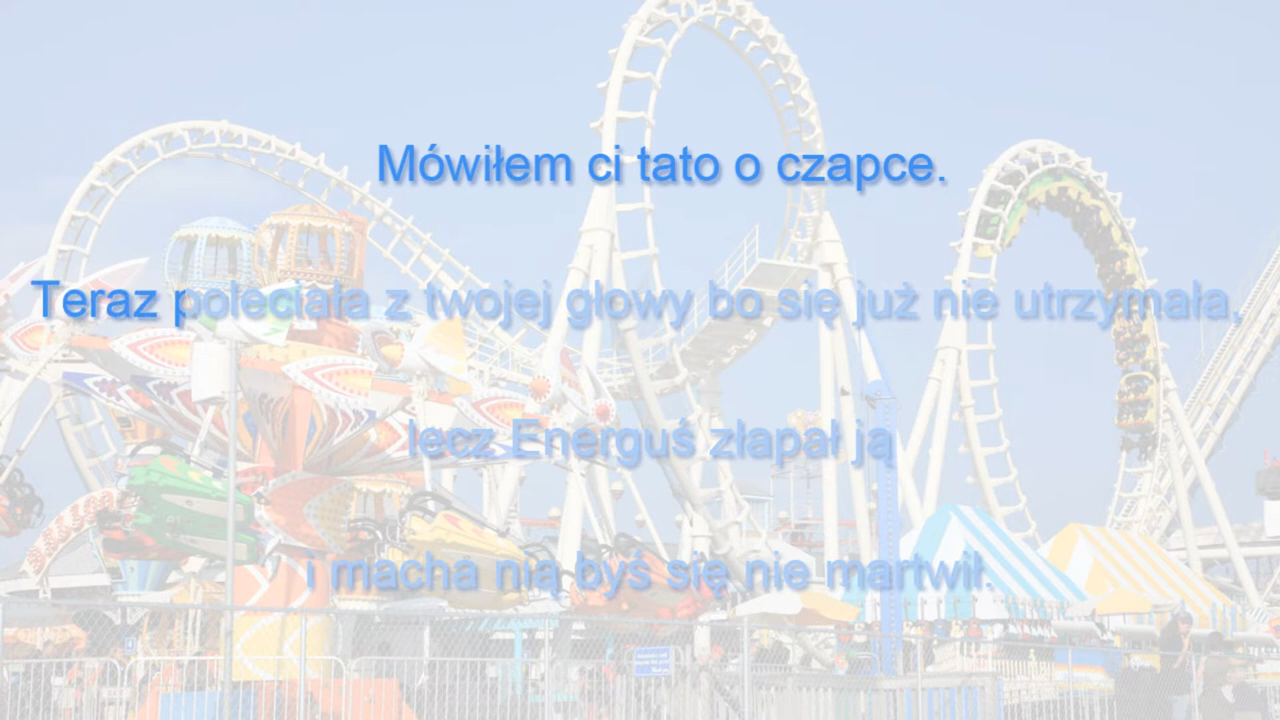 Mówiłem ci tato o czapce.
Teraz poleciała z twojej głowy bo się już nie utrzymała,
lecz Energuś złapał ją
i macha nią byś się nie martwił.